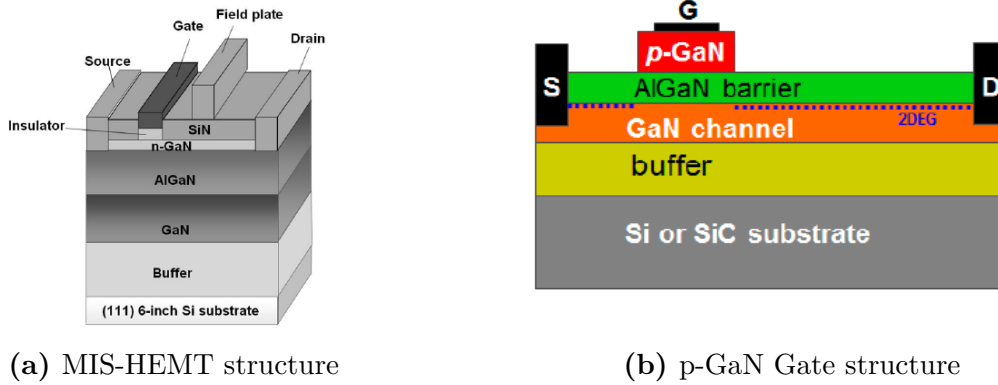 Field plate
Gate
Drain
Source
Insulator
SiN
n-GaN
AlGaN
GaN
Buffer
(111) 6-inch Si substrate
(a) MIS-HEMT structure
G
p-GaN
S
AlGaN barrier
D
2DEG
GaN channel
buffer
Si or SiC substrate
(b) p-GaN Gate structure